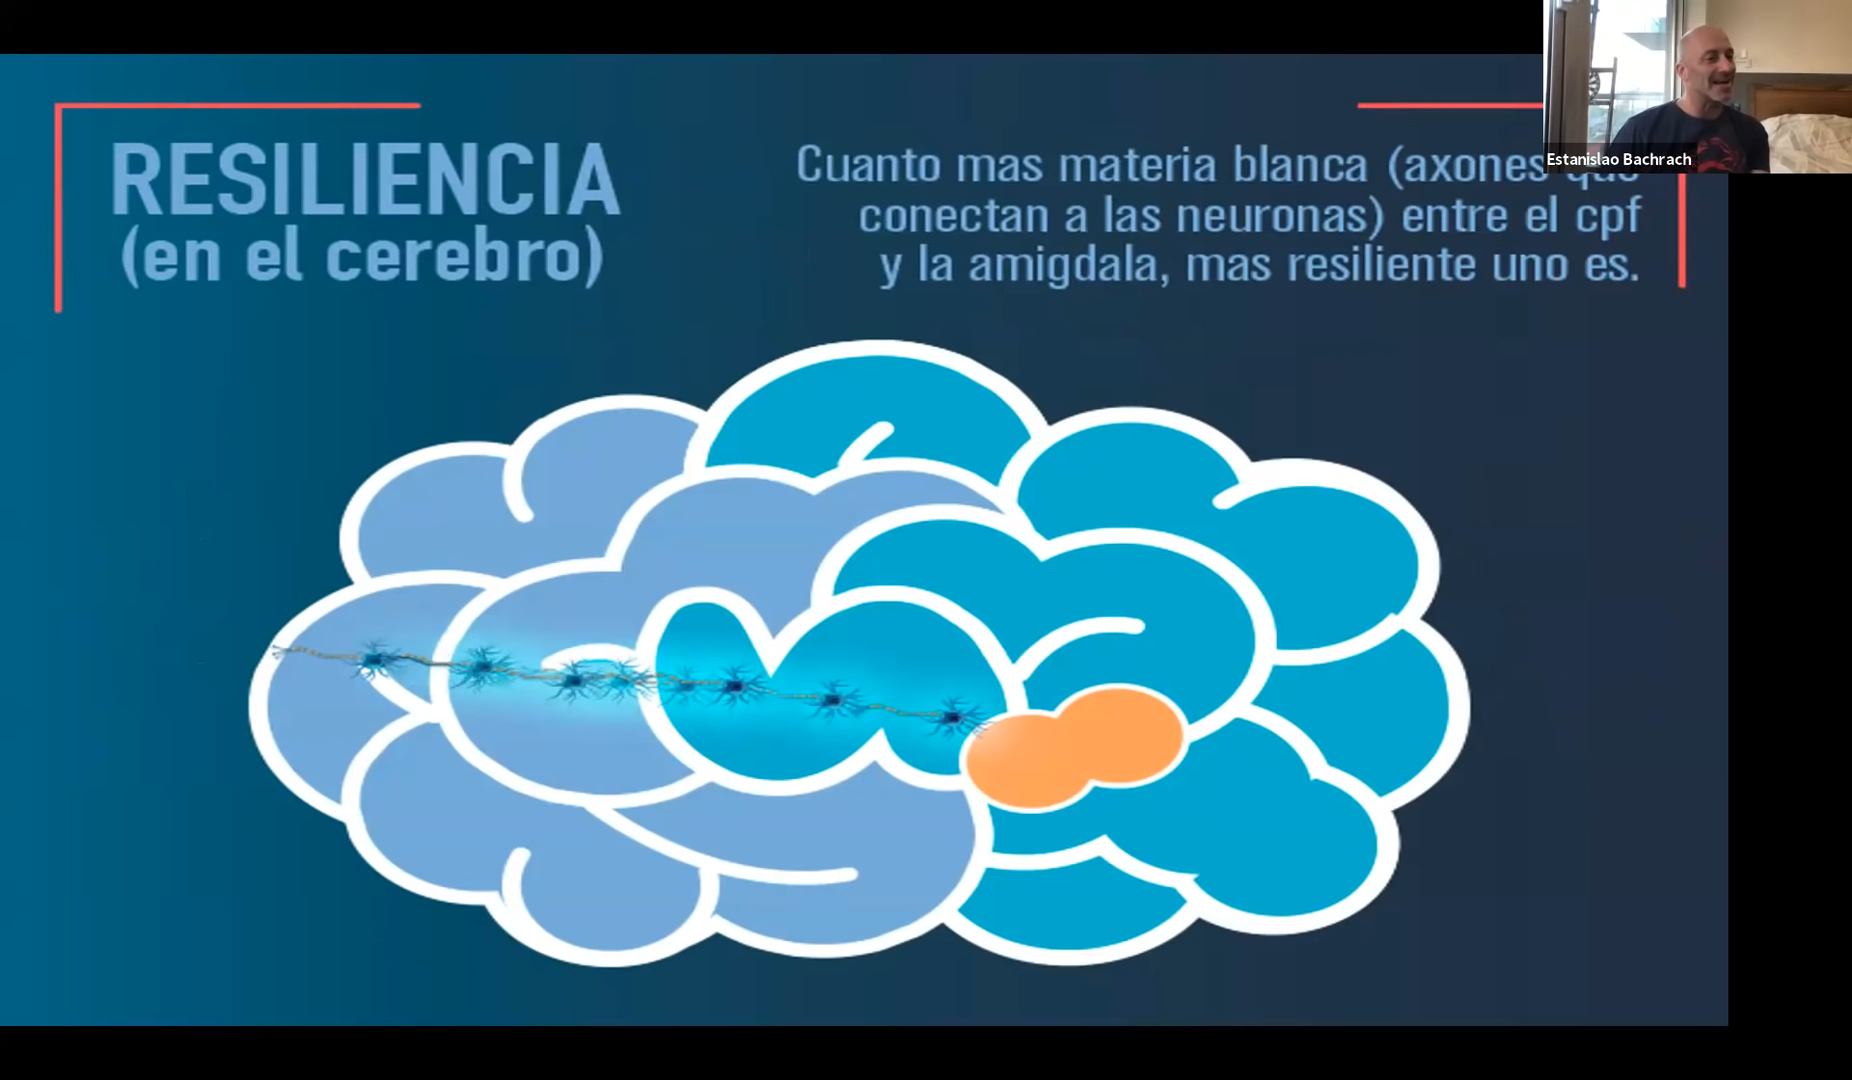 RESILIENCIA
(en el cerebro)
Cuanto mas materia blanca (axones
conectan a las neuronas) entre el cpf
y la amigdala, mas resiliente uno es.
Estanislao Bachrach